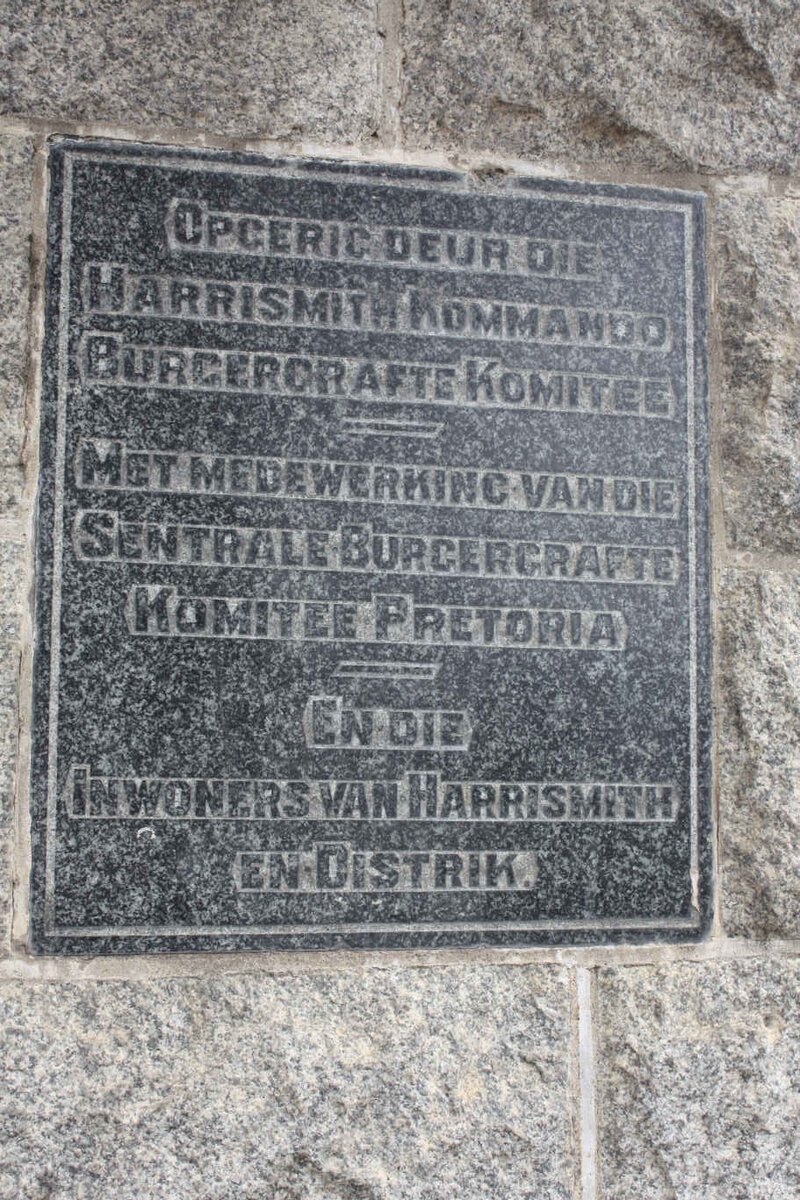 OPGERIG DEUR DIE
HARRISMITH KOMMANDO
BURGERGRAFTE KOMITEE
MET MEDEWERKING VAN DIE
SENTRALE BURGERGRAFTE
KOMITEE PRETORIA
EN DIE
INWONERS VAN HARRISMITH
EN DISTRIK.